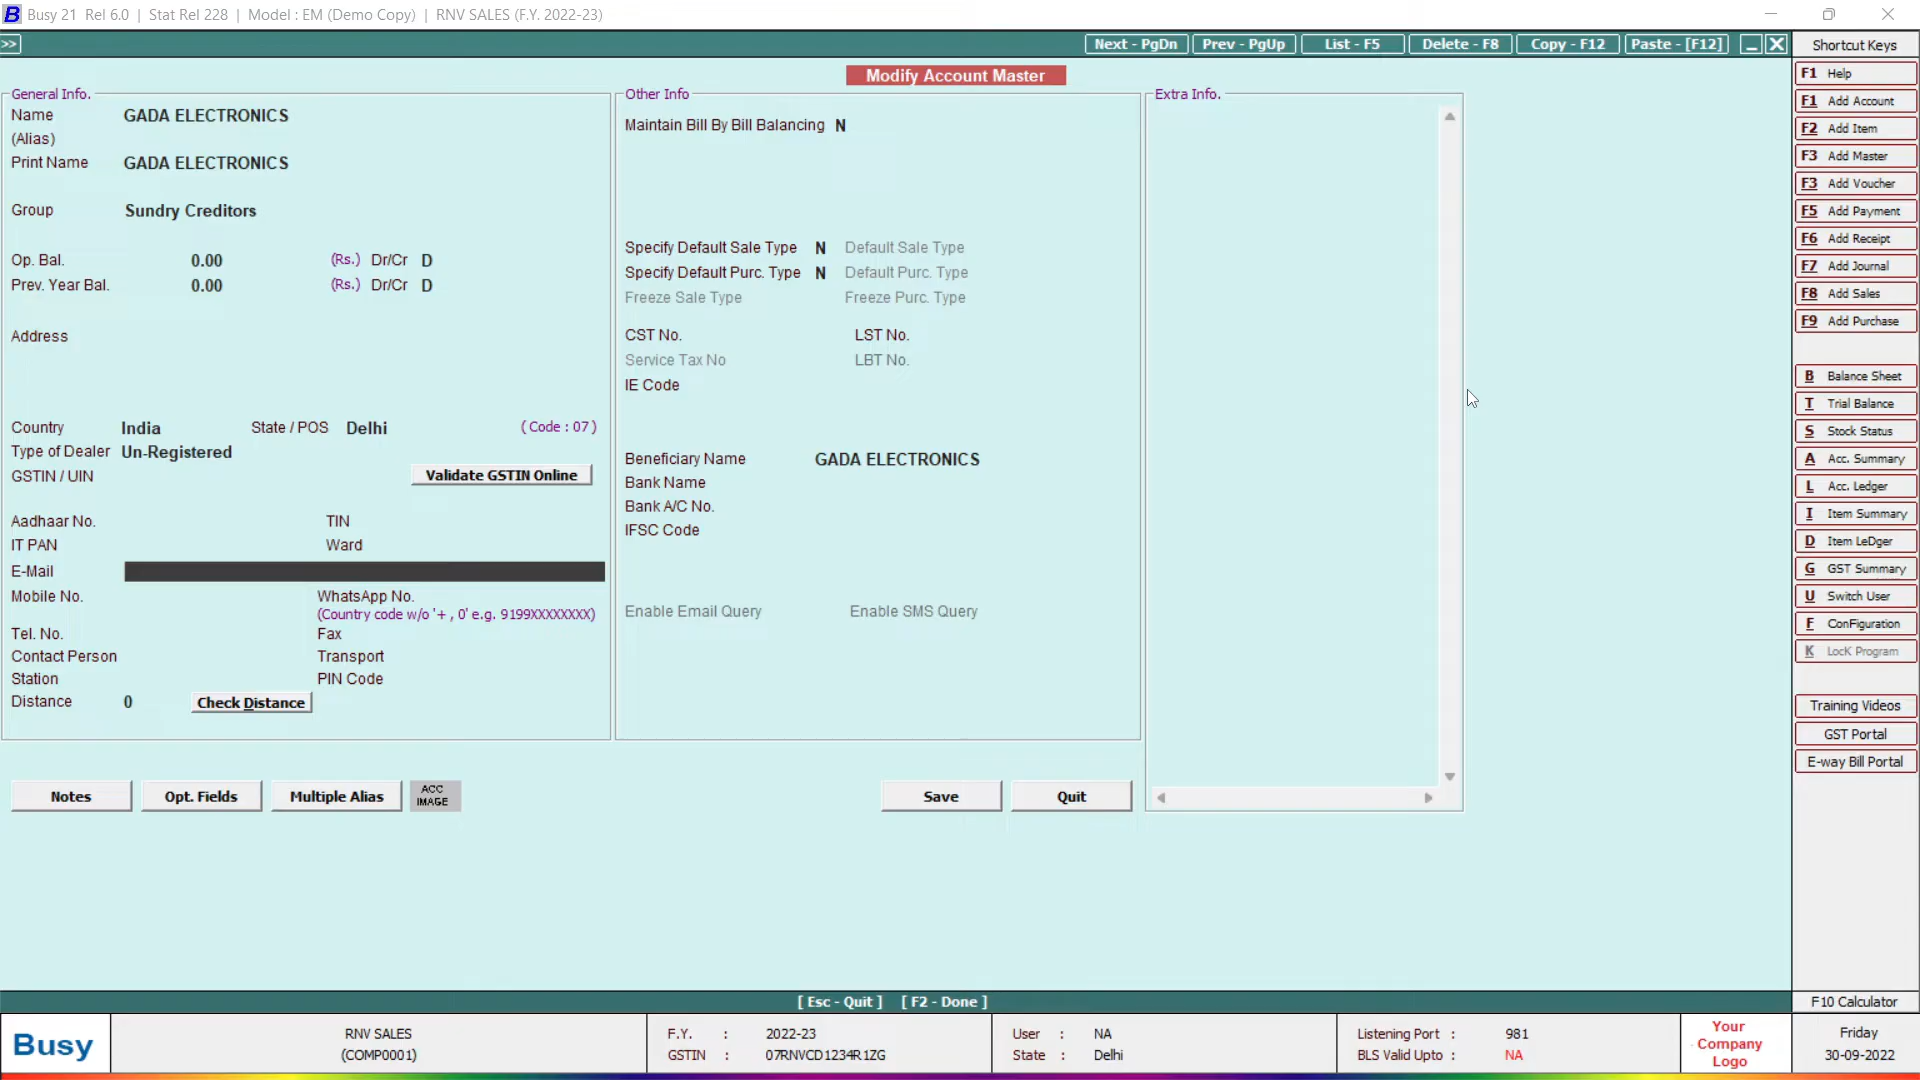 Busy 21 Rel 6.0 | Stat Rel 228 | Model : EM (Demo Copy) | RNV SALES (F.Y. 2022-23)
>> Next - PgDn Prev - PgUp List - F5 Delete - F8 Copy - F12 Paste - [F12] Shortcut Keys
Modify Account Master
General Info.
Name GADA ELECTRONICS
(Alias)
Print Name GADA ELECTRONICS
Group Sundry Creditors
Op. Bal. 0.00 (Rs.) Dr/Cr D
Prev. Year Bal. 0.00 (Rs.) Dr/Cr D
Address
Country India State / POS Delhi ( Code : 07 )
Type of Dealer Un-Registered
GSTIN / UIN Validate GSTIN Online
Aadhaar No. TIN
IT PAN Ward
E-Mail
Mobile No. WhatsApp No.
(Country code w/o '+ , 0' e.g. 9199XXXXXXXX)
Tel. No. Fax
Contact Person Transport
Station PIN Code
Distance 0 Check Distance
Other Info
Maintain Bill By Bill Balancing N
Specify Default Sale Type N Default Sale Type
Specify Default Purc. Type N Default Purc. Type
Freeze Sale Type Freeze Purc. Type
CST No. LST No.
Service Tax No LBT No.
IE Code
Beneficiary Name GADA ELECTRONICS
Bank Name
Bank A/C No.
IFSC Code
Enable Email Query Enable SMS Query
Extra Info.
Notes Opt. Fields Multiple Alias ACC IMAGE Save Quit
F1 Help
F1 Add Account
F2 Add Item
F3 Add Master
F3 Add Voucher
F5 Add Payment
F6 Add Receipt
F7 Add Journal
F8 Add Sales
F9 Add Purchase
B Balance Sheet
T Trial Balance
S Stock Status
A Acc. Summary
L Acc. Ledger
I Item Summary
D Item LeDger
G GST Summary
U Switch User
F ConFiguration
K LocK Program
Training Videos
GST Portal
E-way Bill Portal
[ Esc - Quit ] [ F2 - Done ] F10 Calculator
Busy
RNV SALES
(COMP0001)
F.Y. : 2022-23
GSTIN : 07RNVCD1234R1ZG
User : NA
State : Delhi
Listening Port : 981
BLS Valid Upto : NA
Your
Company
Logo
Friday
30-09-2022